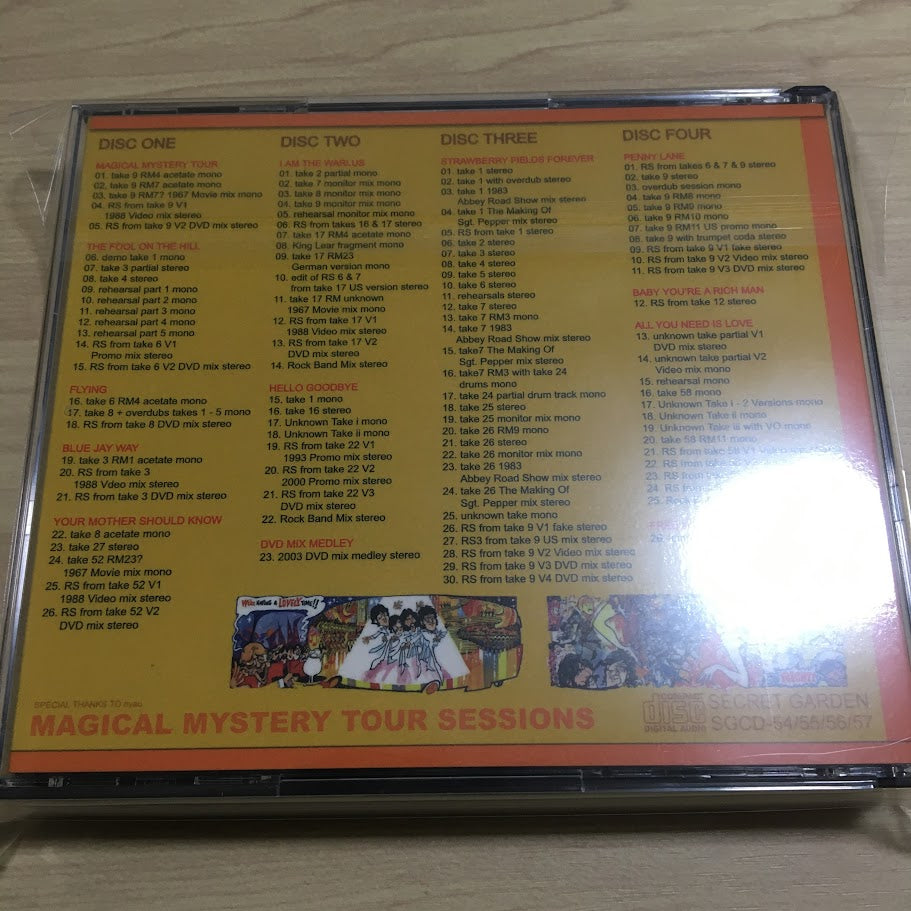 DISC ONE
MAGICAL MYSTERY TOUR
01. take 9 RM4 acetate mono
02. take 9 RM7 acetate mono
03. take 9 RM7? 1967 Movie mix mono
04. RS from take 9 V1
1988 Video mix stereo
05. RS from take 9 V2 DVD mix stereo
THE FOOL ON THE HILL
06. demo take 1 mono
07. take 3 partial stereo
08. take 4 stereo
09. rehearsal part 1 mono
10. rehearsal part 2 mono
11. rehearsal part 3 mono
12. rehearsal part 4 mono
13. rehearsal part 5 mono
14. RS from take 6 V1
Promo mix stereo
15. RS from take 6 V2 DVD mix stereo
FLYING
16. take 6 RM4 acetate mono
17. take 8 + overdubs takes 1 - 5 mono
18. RS from take 8 DVD mix stereo
BLUE JAY WAY
19. take 3 RM1 acetate mono
20. RS from take 3
1988 Vdeo mix stereo
21. RS from take 3 DVD mix stereo
YOUR MOTHER SHOULD KNOW
22. take 8 acetate mono
23. take 27 stereo
24. take 52 RM23?
1967 Movie mix mono
25. RS from take 52 V1
1988 Video mix stereo
26. RS from take 52 V2
DVD mix stereo
DISC TWO
I AM THE WARLUS
01. take 2 partial mono
02. take 7 monitor mix mono
03. take 8 monitor mix mono
04. take 9 monitor mix mono
05. rehearsal monitor mix mono
06. RS from takes 16 & 17 stereo
07. take 17 RM4 acetate mono
08. King Lear fragment mono
09. take 17 RM23
German version mono
10. edit of RS 6 & 7
from take 17 US version stereo
11. take 17 RM unknown
1967 Movie mix mono
12. RS from take 17 V1
1988 Video mix stereo
13. RS from take 17 V2
DVD mix stereo
14. Rock Band Mix stereo
HELLO GOODBYE
15. take 1 mono
16. take 16 stereo
17. Unknown Take i mono
18. Unknown Take ii mono
19. RS from take 22 V1
1993 Promo mix stereo
20. RS from take 22 V2
2000 Promo mix stereo
21. RS from take 22 V3
DVD mix stereo
22. Rock Band Mix stereo
DVD MIX MEDLEY
23. 2003 DVD mix medley stereo
DISC THREE
STRAWBERRY FIELDS FOREVER
01. take 1 stereo
02. take 1 with overdub stereo
03. take 1 1983
Abbey Road Show mix stereo
04. take 1 The Making Of
Sgt. Pepper mix stereo
05. RS from take 1 stereo
06. take 2 stereo
07. take 3 stereo
08. take 4 stereo
09. take 5 stereo
10. take 6 stereo
11. rehearsals stereo
12. take 7 stereo
13. take 7 RM3 mono
14. take 7 1983
Abbey Road Show mix stereo
15. take7 The Making Of
Sgt. Pepper mix stereo
16. take7 RM3 with take 24
drums mono
17. take 24 partial drum track mono
18. take 25 stereo
19. take 25 monitor mix mono
20. take 26 RM9 mono
21. take 26 stereo
22. take 26 monitor mix mono
23. take 26 1983
Abbey Road Show mix stereo
24. take 26 The Making Of
Sgt. Pepper mix stereo
25. unknown take mono
26. RS from take 9 V1 fake stereo
27. RS3 from take 9 US mix stereo
28. RS from take 9 V2 Video mix stereo
29. RS from take 9 V3 DVD mix stereo
30. RS from take 9 V4 DVD mix stereo
DISC FOUR
PENNY LANE
01. RS from takes 6 & 7 & 9 stereo
02. take 9 stereo
03. overdub session mono
04. take 9 RM8 mono
05. take 9 RM9 mono
06. take 9 RM10 mono
07. take 9 RM11 US promo mono
08. take 9 with trumpet coda stereo
09. RS from take 9 V1 fake stereo
10. RS from take 9 V2 Video mix stereo
11. RS from take 9 V3 DVD mix stereo
BABY YOU'RE A RICH MAN
12. RS from take 12 stereo
ALL YOU NEED IS LOVE
13. unknown take partial V1
DVD mix stereo
14. unknown take partial V2
Video mix mono
15. rehearsal mono
16. take 58 mono
17. Unknown Take i - 2 Versions mono
18. Unknown Take ii mono
19. Unknown Take iii with VO mono
20. take 58 RM11 mono
21. RS from take 58 V1
22. RS from
23. RS from
24. RS f
25. Roc
26.
LOVELY TIME!!
SPECIAL THANKS TO nyau
MAGICAL MYSTERY TOUR SESSIONS
COMPACT
disc
DIGITAL AUDIO
SECRET GARDEN
SGCD-54/55/56/57